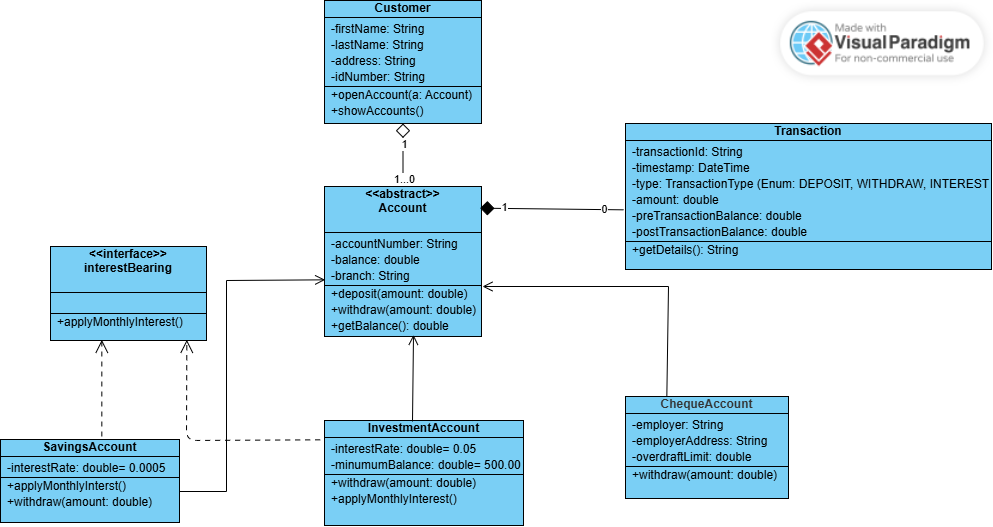 Customer
-firstName: String
-lastName: String
-address: String
-idNumber: String
+openAccount(a: Account)
+showAccounts()
Made with
Visual Paradigm
For non-commercial use
1
1...0
Transaction
-transactionId: String
-timestamp: DateTime
-type: TransactionType (Enum: DEPOSIT, WITHDRAW, INTEREST
-amount: double
-preTransactionBalance: double
-postTransactionBalance: double
+getDetails(): String
<<abstract>>
Account
-accountNumber: String
-balance: double
-branch: String
+deposit(amount: double)
+withdraw(amount: double)
+getBalance(): double
1
0
<<interface>>
interestBearing
+applyMonthlyInterest()
SavingsAccount
-interestRate: double= 0.0005
+applyMonthlyInterst()
+withdraw(amount: double)
InvestmentAccount
-interestRate: double= 0.05
-minumumBalance: double= 500.00
+withdraw(amount: double)
+applyMonthlyInterest()
ChequeAccount
-employer: String
-employerAddress: String
-overdraftLimit: double
+withdraw(amount: double)